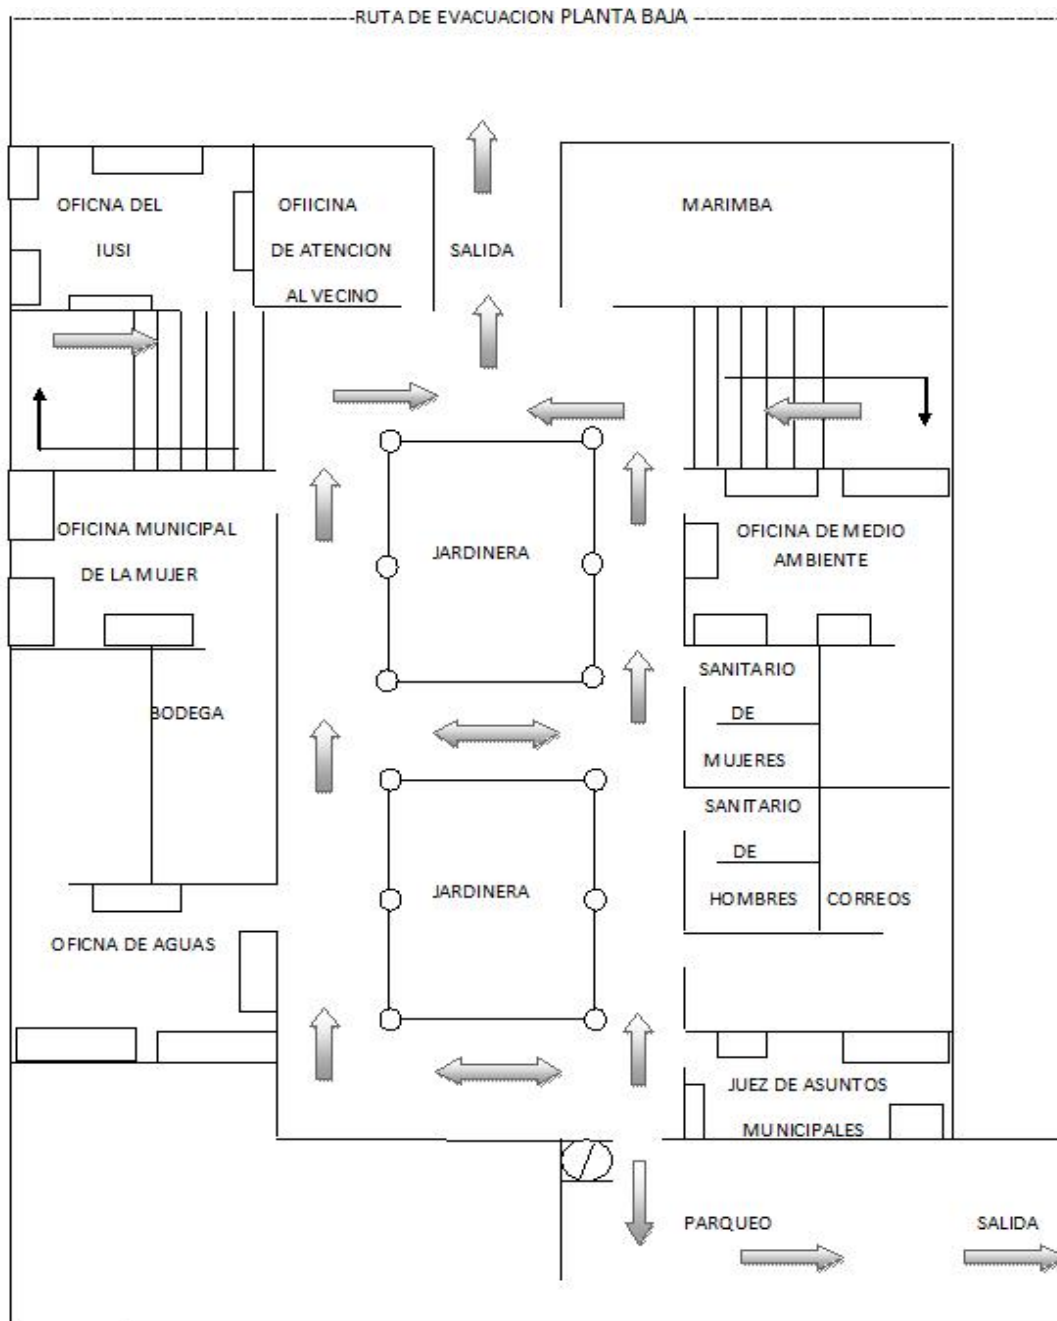 RUTA DE EVACUACION PLANTA BAJA
OFICNA DEL
IUSI
OFIICINA
DE ATENCION
AL VECINO
SALIDA
MARIMBA
OFICINA MUNICIPAL
DE LA MUJER
JARDINERA
OFICINA DE MEDIO
AMBIENTE
BODEGA
SANITARIO
DE
MUJERES
SANITARIO
DE
HOMBRES
CORREOS
JARDINERA
OFICNA DE AGUAS
JUEZ DE ASUNTOS
MUNICIPALES
PARQUEO
SALIDA